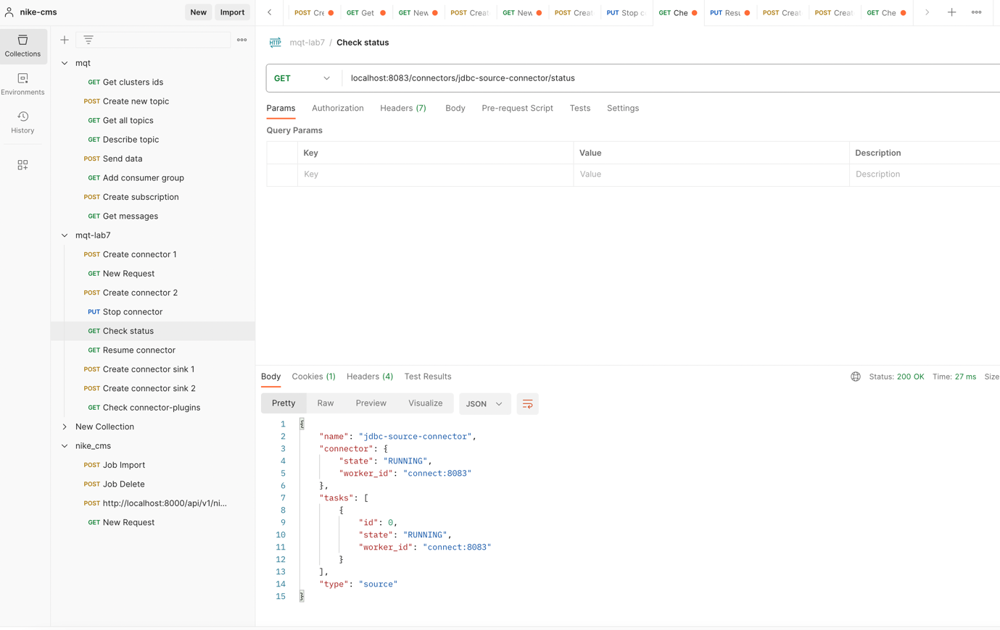 nike-cms
New
Import
POST Cre
GET Get
GET New
POST Creat
GET New
POST Creat
PUT Stop c
GET Che
PUT Resu
POST Creat
POST Creat
GET Che
Collections
Environments
History
mqt
GET Get clusters ids
POST Create new topic
GET Get all topics
GET Describe topic
POST Send data
GET Add consumer group
POST Create subscription
GET Get messages
mqt-lab7
POST Create connector 1
GET New Request
POST Create connector 2
PUT Stop connector
GET Check status
GET Resume connector
POST Create connector sink 1
POST Create connector sink 2
GET Check connector-plugins
New Collection
nike_cms
POST Job Import
POST Job Delete
POST http://localhost:8000/api/v1/ni...
GET New Request
HTTP mqt-lab7 / Check status
GET localhost:8083/connectors/jdbc-source-connector/status
Params Authorization Headers (7) Body Pre-request Script Tests Settings
Query Params
Key Value Description
Key Value Description
Body Cookies (1) Headers (4) Test Results
Status: 200 OK Time: 27 ms Size
Pretty Raw Preview Visualize JSON
1 {
2 "name": "jdbc-source-connector",
3 "connector": {
4 "state": "RUNNING",
5 "worker_id": "connect:8083"
6 },
7 "tasks": [
8 {
9 "id": 0,
10 "state": "RUNNING",
11 "worker_id": "connect:8083"
12 }
13 ],
14 "type": "source"
15 }